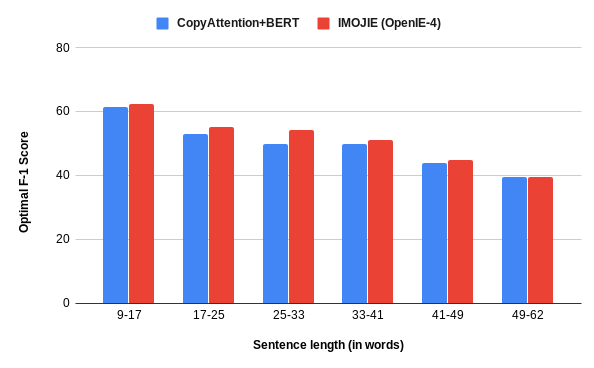 CopyAttention+BERT IMOJIE (OpenIE-4)
80
60
40
20
0
Optimal F-1 Score
9-17 17-25 25-33 33-41 41-49 49-62
Sentence length (in words)